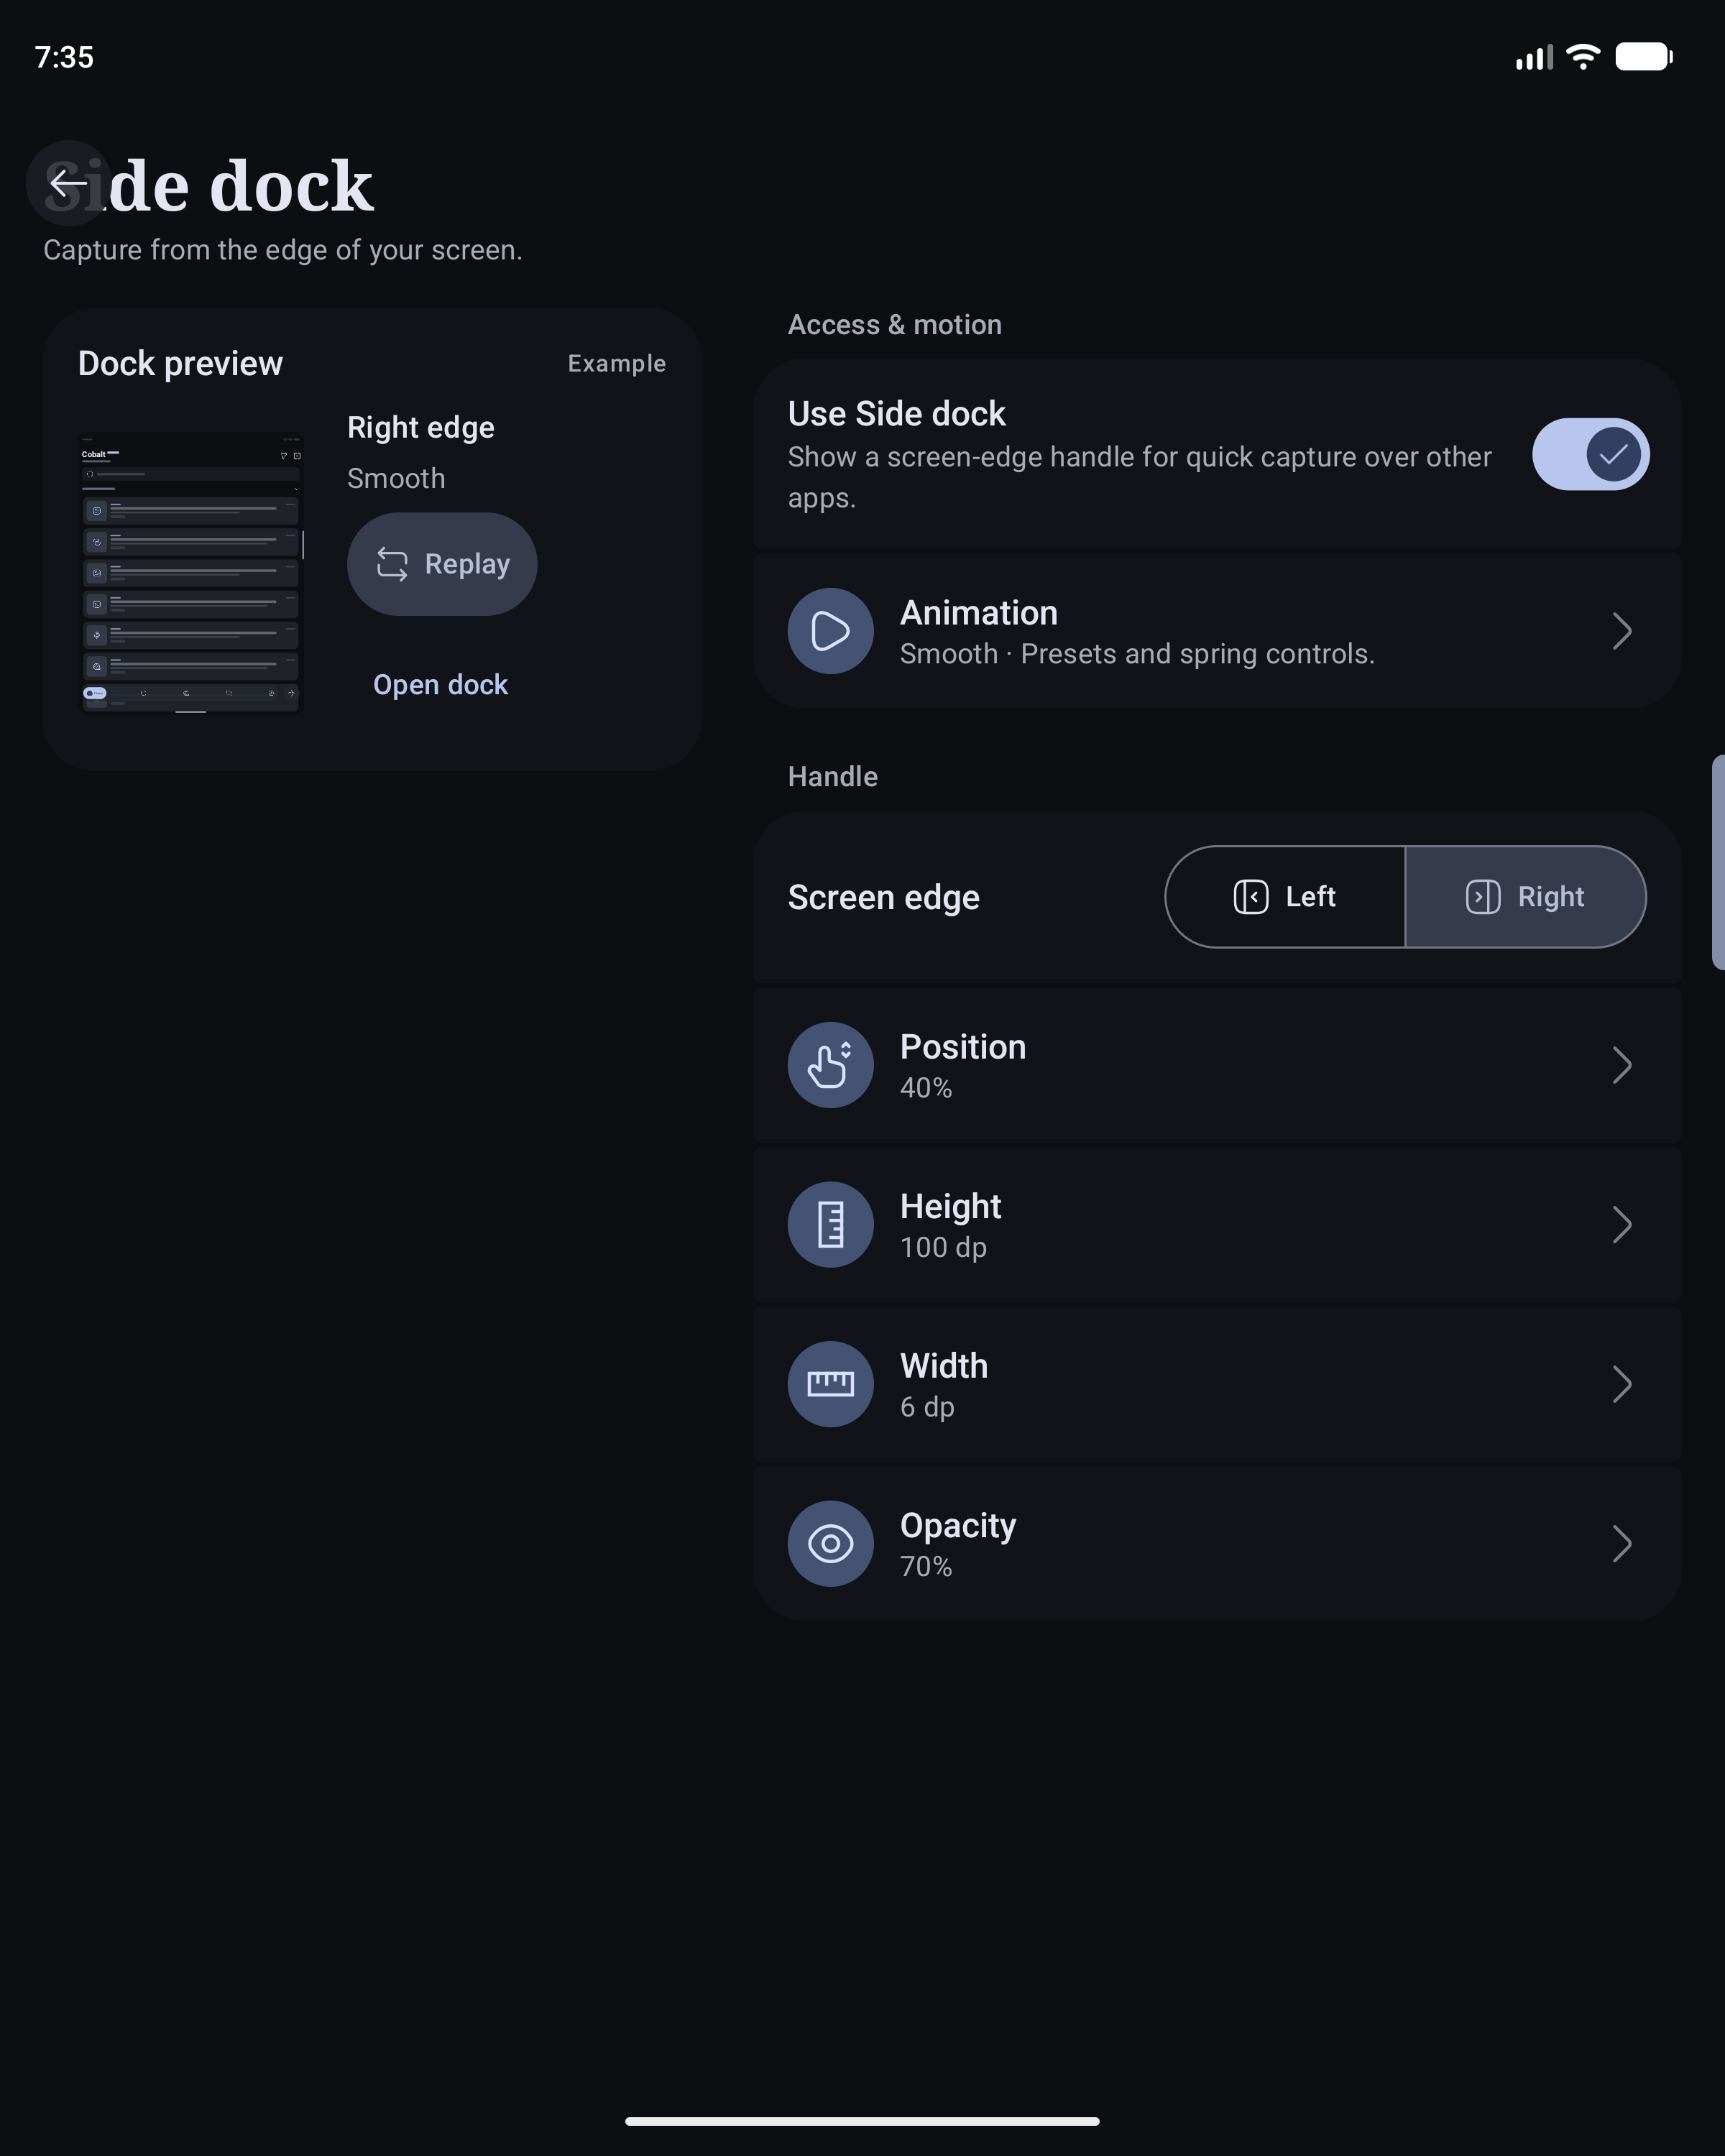 7:35
Side dock
Capture from the edge of your screen.
Dock preview
Example
Cobalt
Right edge
Smooth
Replay
Open dock
Access & motion
Use Side dock
Show a screen-edge handle for quick capture over other
apps.
Animation
Smooth · Presets and spring controls.
Handle
Screen edge
Left
Right
Position
40%
Height
100 dp
Width
6 dp
Opacity
70%